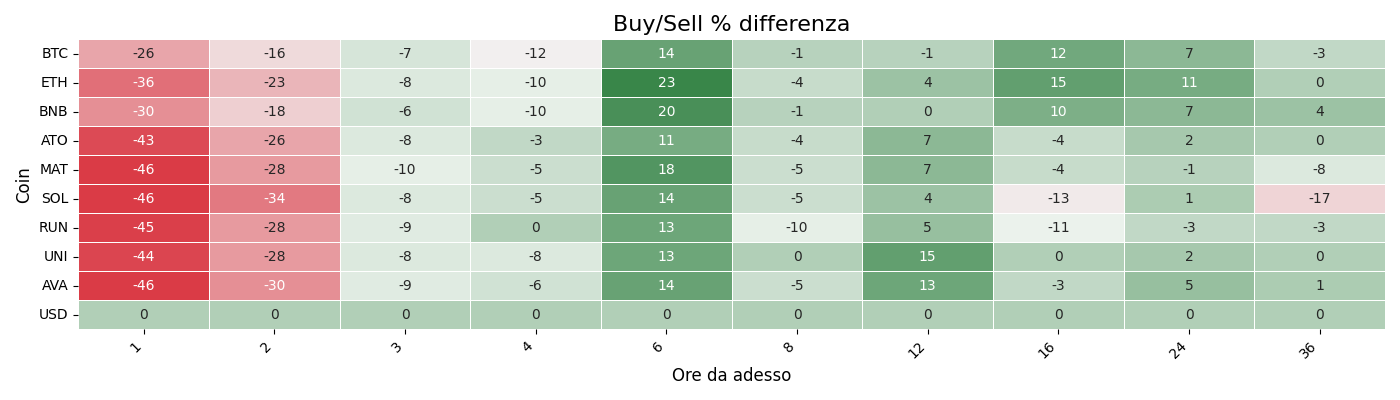 Buy/Sell % differenza
Coin
BTC -26 -16 -7 -12 14 -1 -1 12 7 -3
ETH -36 -23 -8 -10 23 -4 4 15 11 0
BNB -30 -18 -6 -10 20 -1 0 10 7 4
ATO -43 -26 -8 -3 11 -4 7 -4 2 0
MAT -46 -28 -10 -5 18 -5 7 -4 -1 -8
SOL -46 -34 -8 -5 14 -5 4 -13 1 -17
RUN -45 -28 -9 0 13 -10 5 -11 -3 -3
UNI -44 -28 -8 -8 13 0 15 0 2 0
AVA -46 -30 -9 -6 14 -5 13 -3 5 1
USD 0 0 0 0 0 0 0 0 0 0
1 2 3 4 6 8 12 16 24 36
Ore da adesso